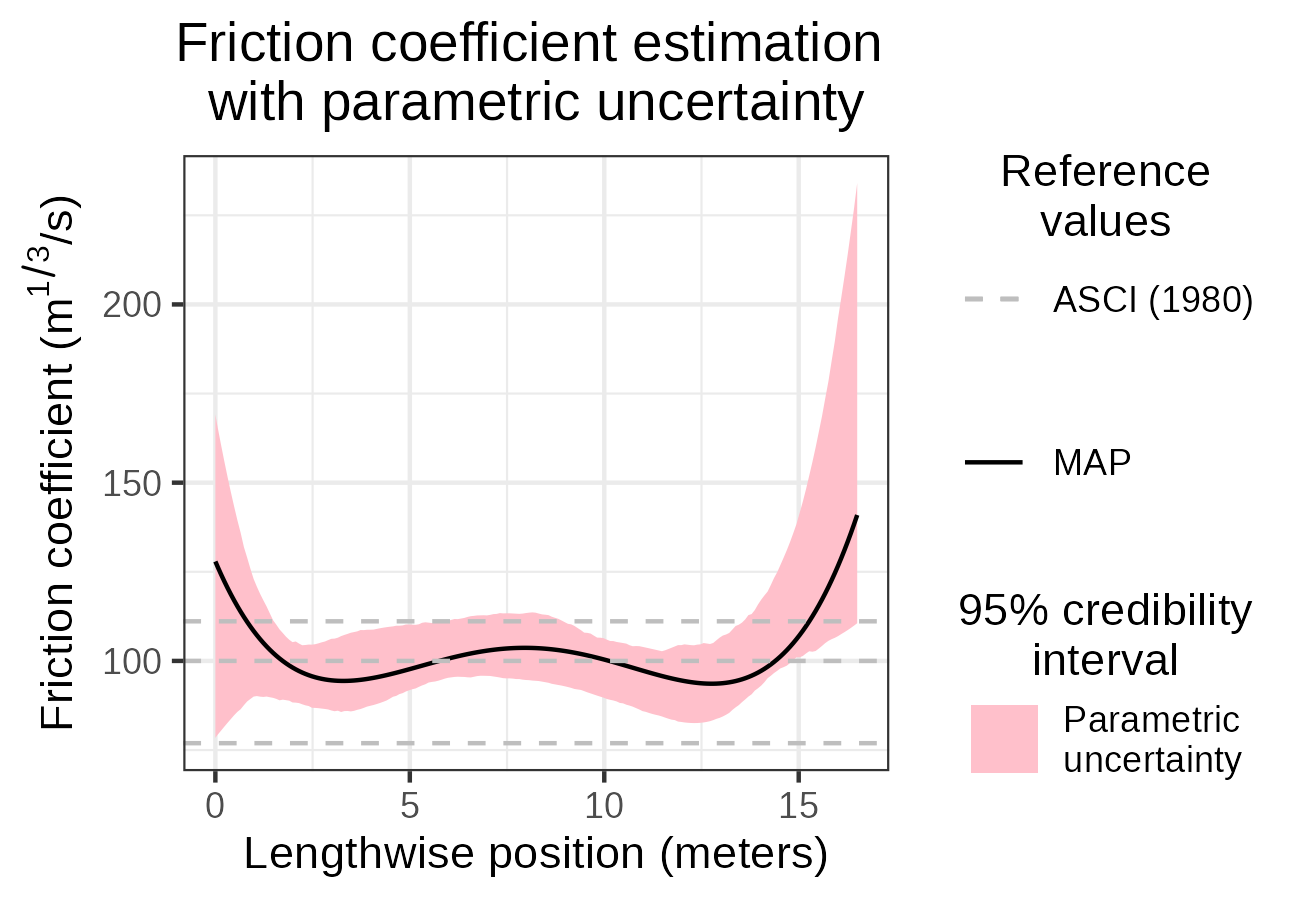 Friction coefficient estimation
with parametric uncertainty
Friction coefficient (m^1/3/s)
200
150
100
0 5 10 15
Lengthwise position (meters)
Reference
values
ASCI (1980)
MAP
95% credibility
interval
Parametric
uncertainty